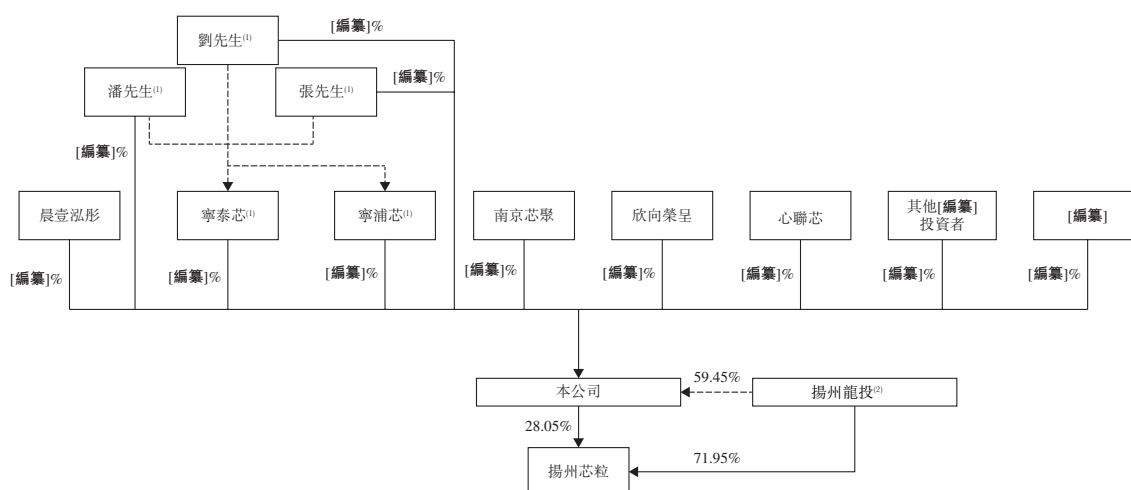 劉先生(1)
[編纂]%
潘先生(1)
張先生(1)
[編纂]%
[編纂]%
晨壹泓彤
寧泰芯(1)
寧浦芯(1)
南京芯聚
欣向榮呈
心聯芯
其他[編纂]
投資者
[編纂]
[編纂]%
[編纂]%
[編纂]%
[編纂]%
[編纂]%
[編纂]%
[編纂]%
[編纂]%
本公司
59.45%
揚州龍投(2)
28.05%
71.95%
揚州芯粒